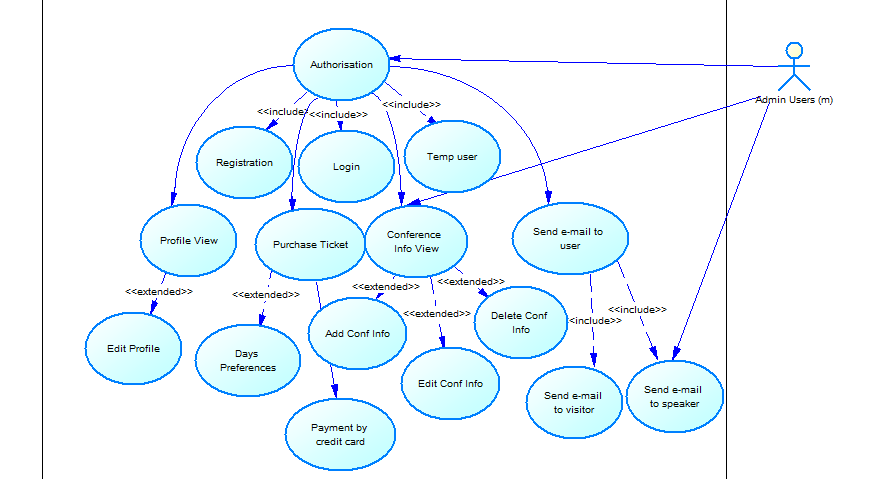 Authorisation
Admin Users (m)
<<include>>
<<include>>
<<include>>
Registration
Login
Temp user
Profile View
Purchase Ticket
Conference
Info View
Send e-mail to
user
<<extended>>
<<extended>>
<<extended>>
<<extended>>
<<extended>>
<<include>>
<<include>>
Edit Profile
Days
Preferences
Add Conf Info
Edit Conf Info
Delete Conf
Info
Payment by
credit card
Send e-mail
to visitor
Send e-mail
to speaker